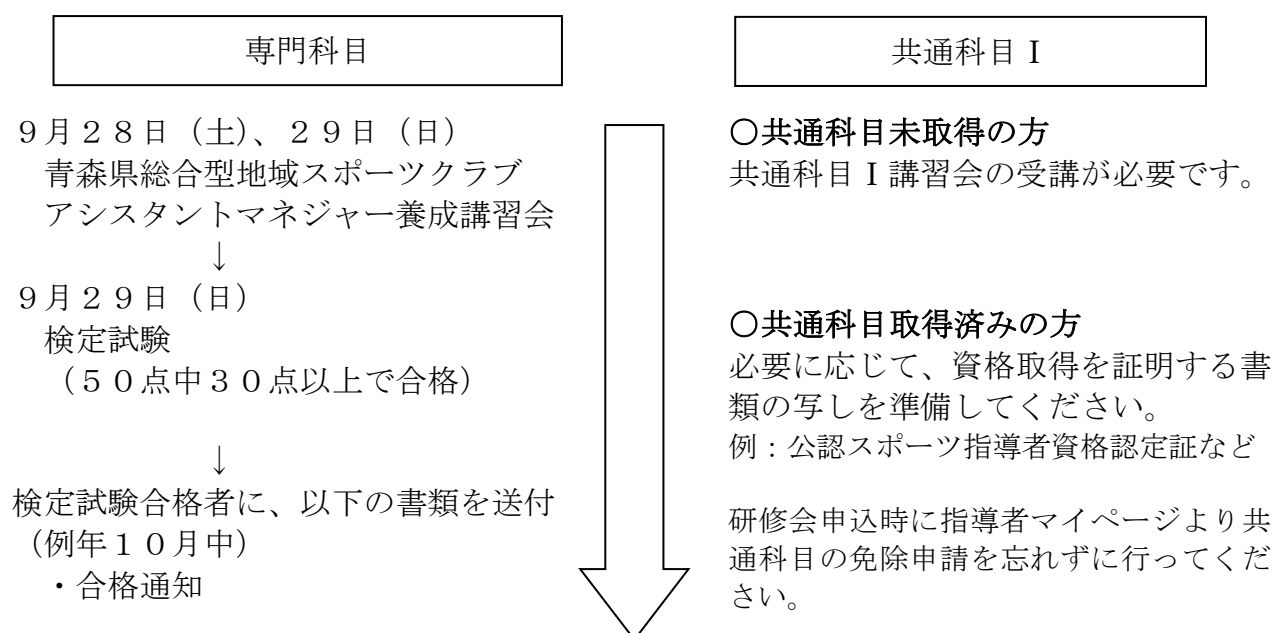 専門科目
９月２８日（土）、２９日（日）
青森県総合型地域スポーツクラブ
アシスタントマネジャー養成講習会
↓
９月２９日（日）
検定試験
（５０点中３０点以上で合格）
↓
検定試験合格者に、以下の書類を送付
（例年１０月中）
・合格通知
共通科目Ⅰ
〇共通科目未取得の方
共通科目Ⅰ講習会の受講が必要です。
〇共通科目取得済みの方
必要に応じて、資格取得を証明する書
類の写しを準備してください。
例：公認スポーツ指導者資格認定証など
研修会申込時に指導者マイページより共
通科目の免除申請を忘れずに行ってくだ
さい。